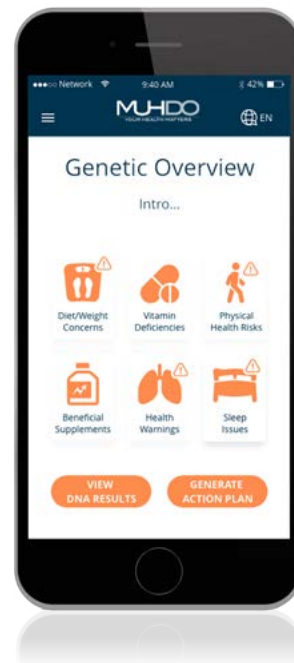 Network 9:40 AM 42%
MUHDO
YOUR HEALTH MATTERS
EN
Genetic Overview
Intro...
Diet/Weight
Concerns
Vitamin
Deficiencies
Physical
Health Risks
Beneficial
Supplements
Health
Warnings
Sleep
Issues
VIEW
DNA RESULTS
GENERATE
ACTION PLAN